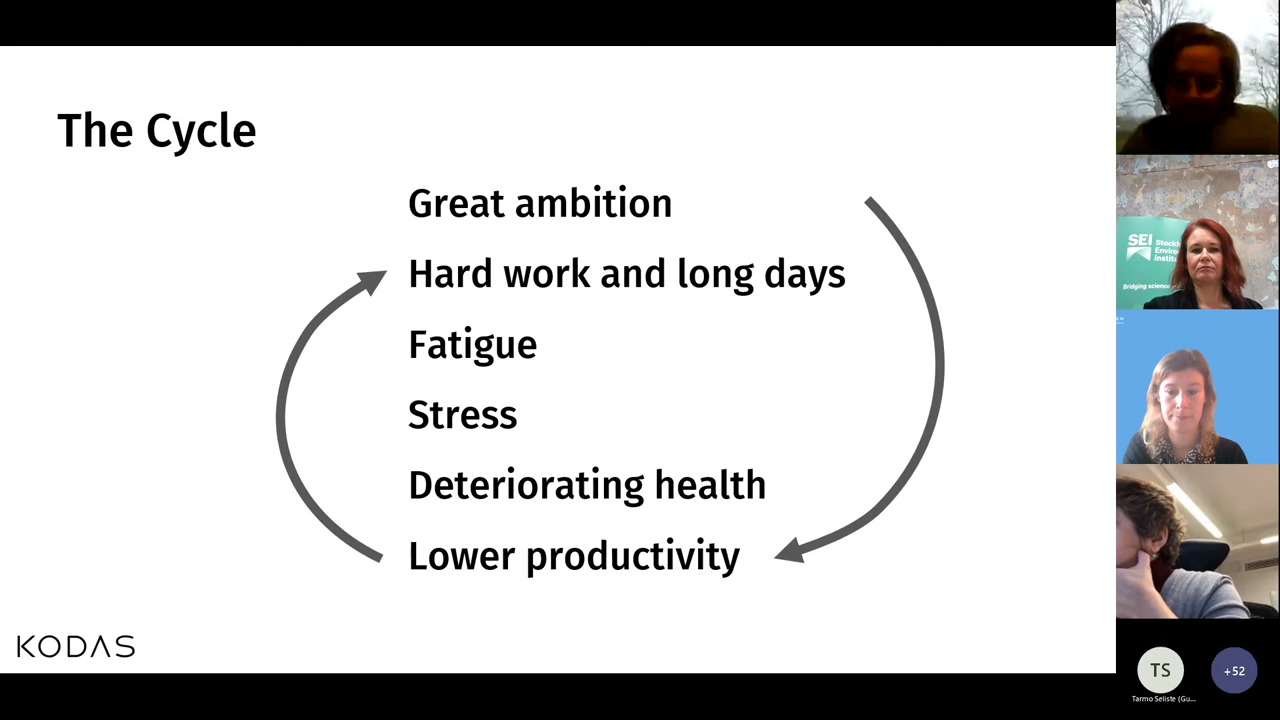 The Cycle
Great ambition
Hard work and long days
Fatigue
Stress
Deteriorating health
Lower productivity
KODAS
SEI
Bridging science
TS
Tarmo Seliste (Gu...
+52